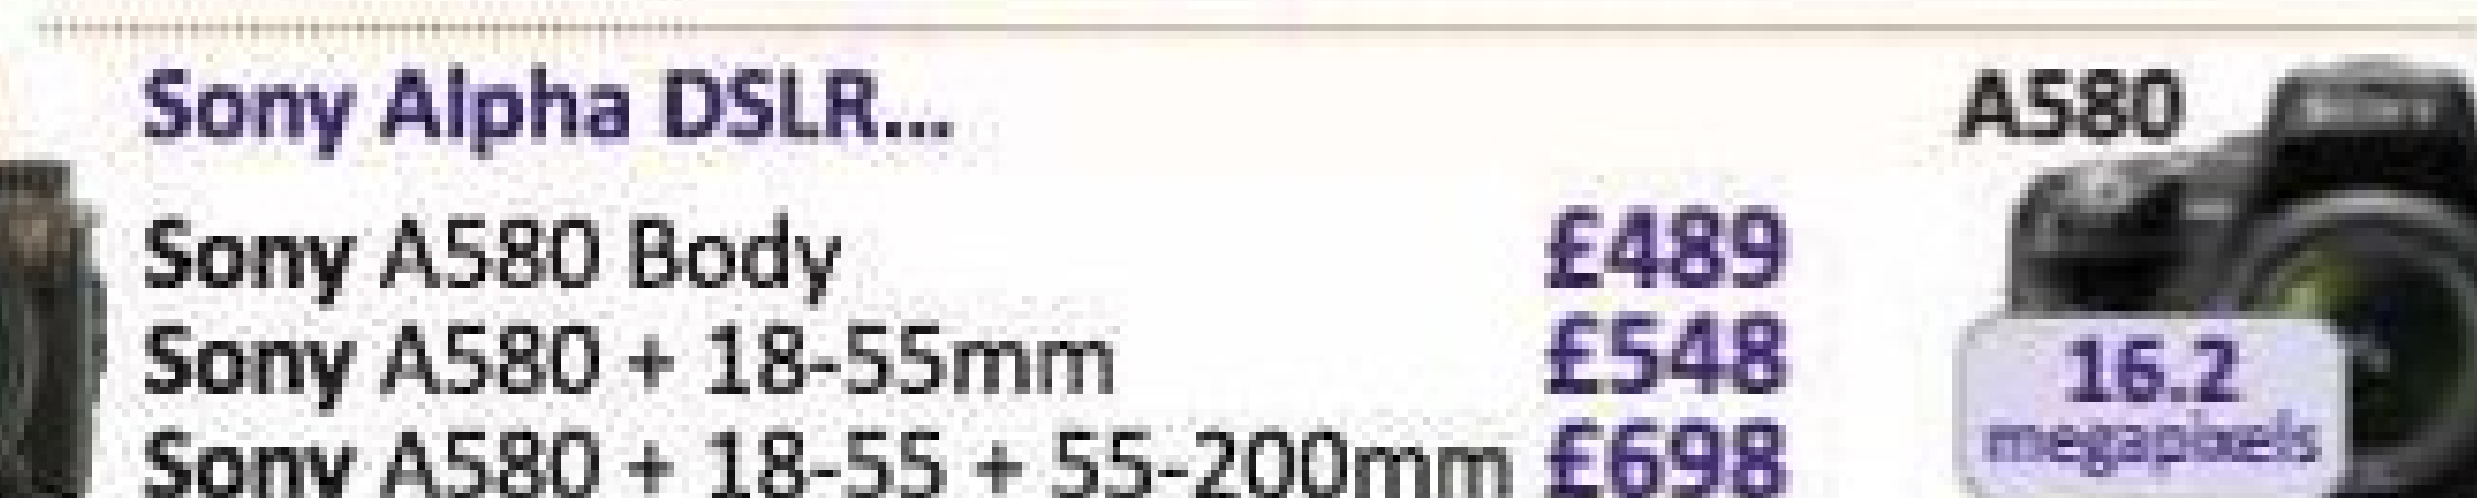 Sony Alpha DSLR...
A580
Sony A580 Body £489
Sony A580 + 18-55mm £548
Sony A580 + 18-55 + 55-200mm £698
16.2
megapixels
SONY